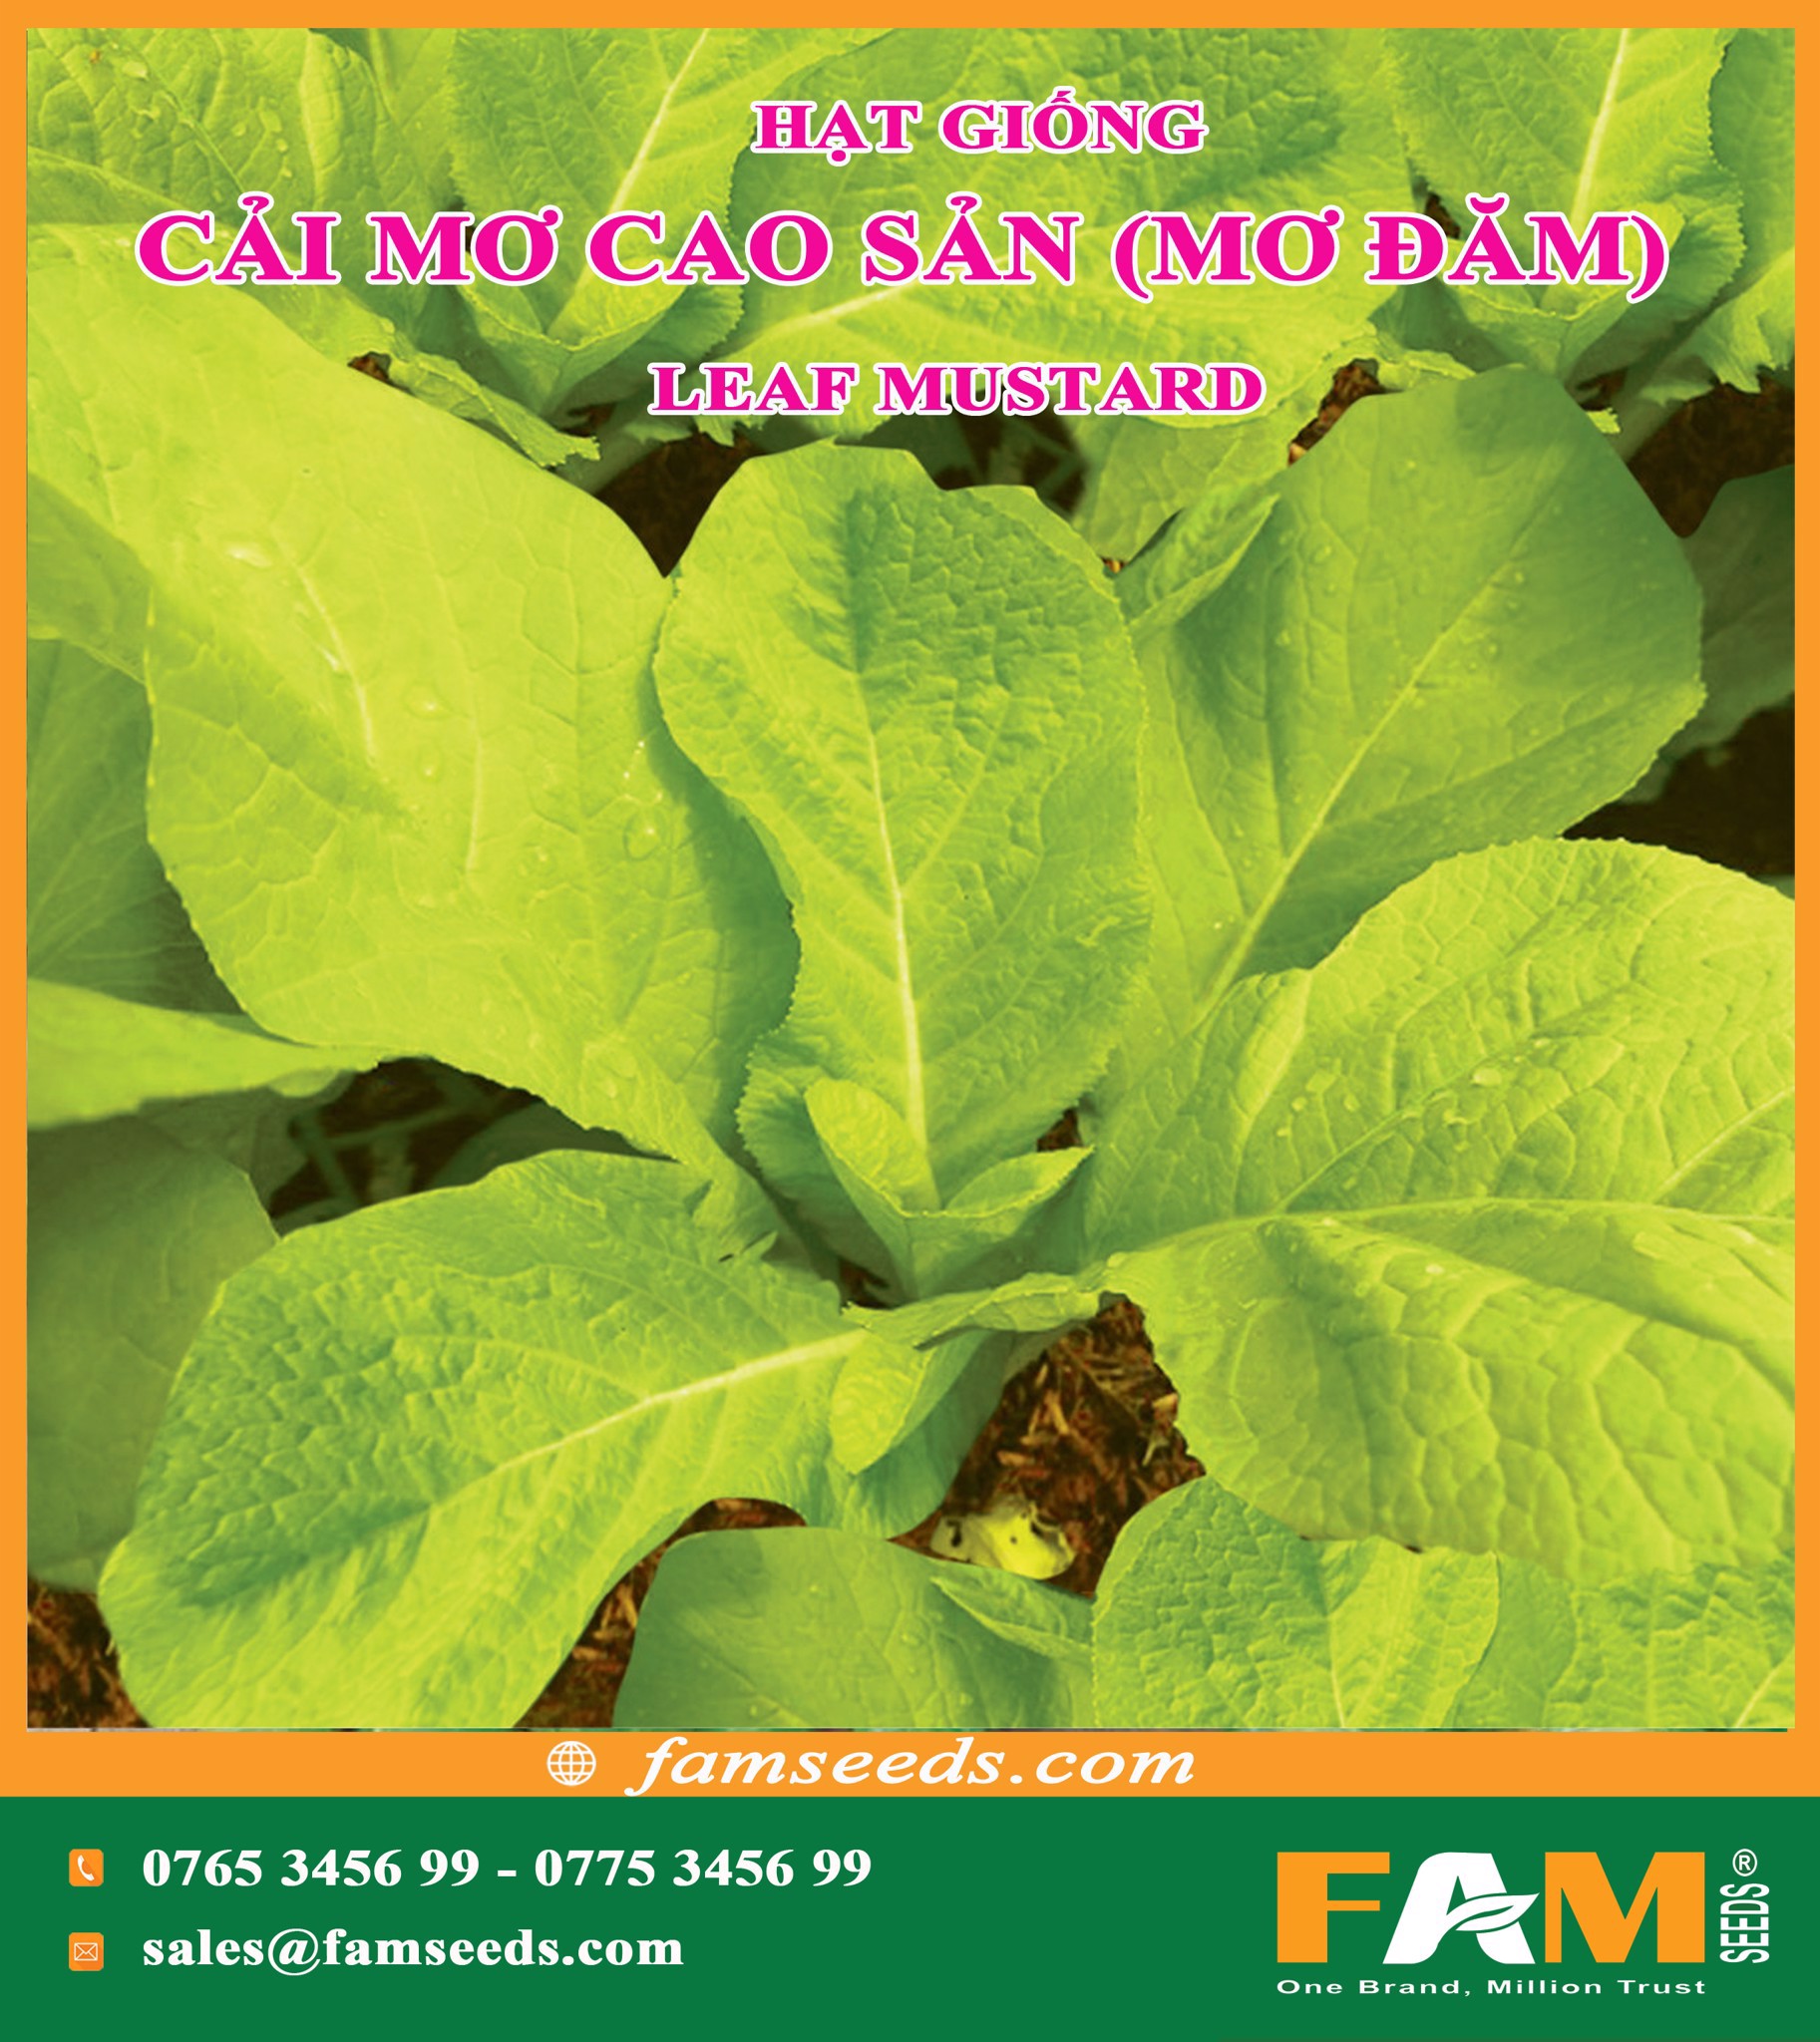 HẠT GIỐNG
CẢI MƠ CAO SẢN (MƠ ĐĂM)
LEAF MUSTARD
famseeds.com
0765 3456 99 - 0775 3456 99
sales@famseeds.com
FAM SEEDS®
One Brand, Million Trust